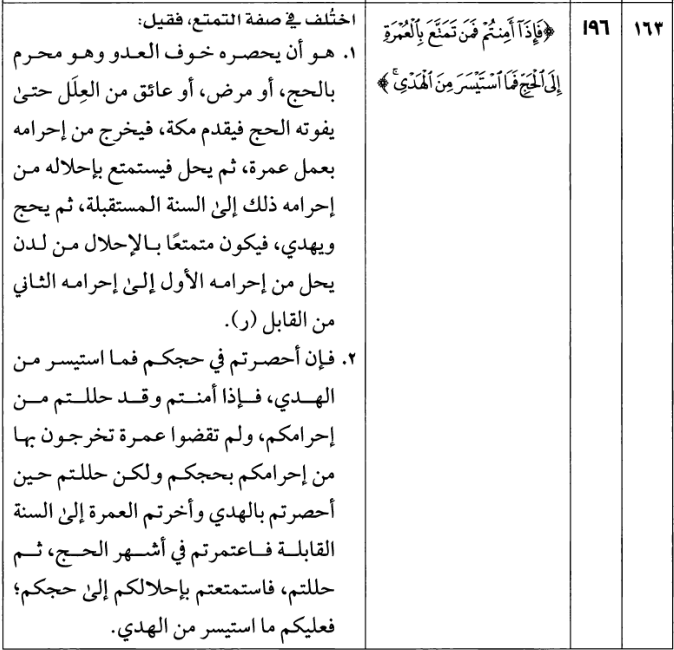 ١٦٣
١٩٦
﴿فَإِذَآ أَمِنتُمۡ فَمَن تَمَتَّعَ بِٱلۡعُمۡرَةِ
إِلَى ٱلۡحَجِّ فَمَا ٱسۡتَيۡسَرَ مِنَ ٱلۡهَدۡيِۚ﴾
اختُلف في صفة التمتع، فقيل:
١. هو أن يحصره خوف العدو وهو محرم
بالحج، أو مرض، أو عائق من العِلَل حتىٰ
يفوته الحج فيقدم مكة، فيخرج من إحرامه
بعمل عمرة، ثم يحل فيستمتع بإحلاله من
إحرامه ذلك إلىٰ السنة المستقبلة، ثم يحج
ويهدي، فيكون متمتعًا بالإحلال من لدن
يحل من إحرامه الأول إلىٰ إحرامه الثاني
من القابل (ر).
٢. فإن أحصرتم في حجكم فما استيسر من
الهدي، فإذا أمنتم وقد حللتم من
إحرامكم، ولم تقضوا عمرة تخرجون بها
من إحرامكم بحجكم ولكن حللتم حين
أحصرتم بالهدي وأخرتم العمرة إلىٰ السنة
القابلة فاعتمرتم في أشهر الحج، ثم
حللتم، فاستمتعتم بإحلالكم إلىٰ حجكم؛
فعليكم ما استيسر من الهدي.